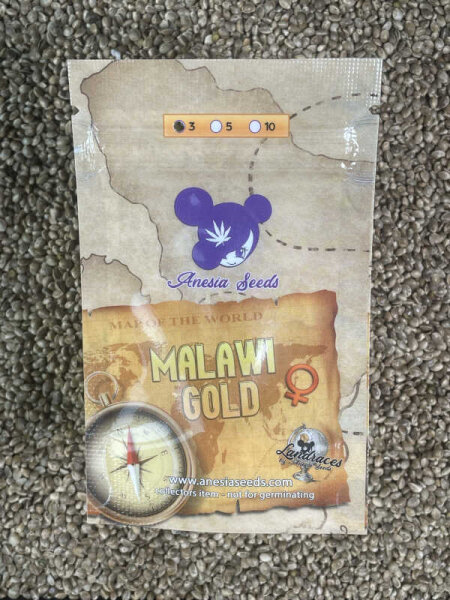 3 5 10
Anesia Seeds
MAP OF THE WORLD
MALAWI
GOLD
Landraces
www.anesiaseeds.com
collectors item - not for germinating